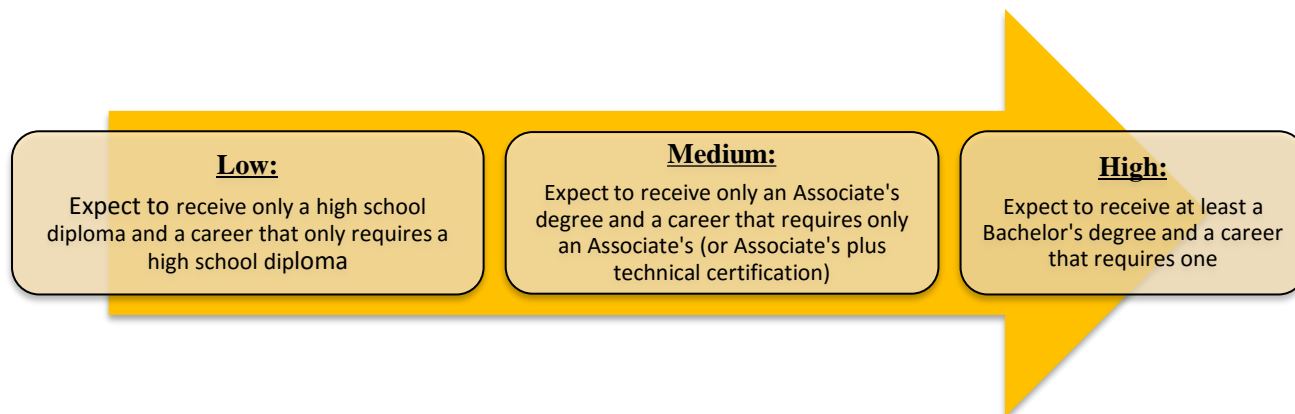 Low:
Expect to receive only a high school
diploma and a career that only requires a
high school diploma
Medium:
Expect to receive only an Associate's
degree and a career that requires only
an Associate's (or Associate's plus
technical certification)
High:
Expect to receive at least a
Bachelor's degree and a career
that requires one